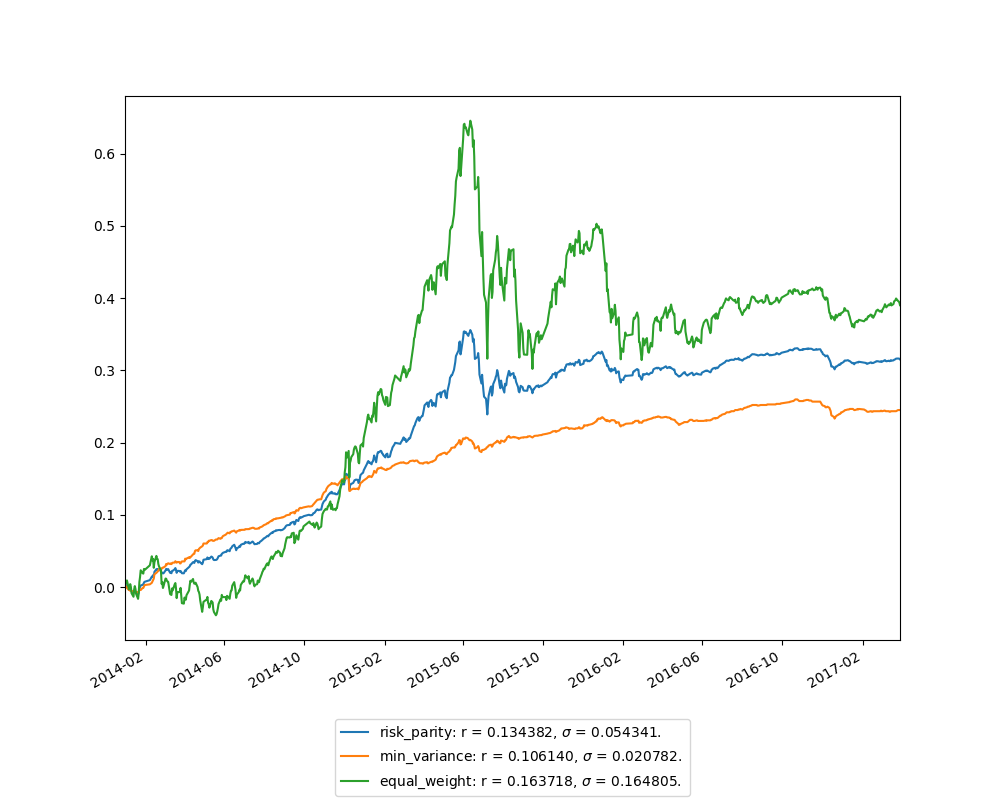 0.6
0.5
0.4
0.3
0.2
0.1
0.0
2014-02 2014-06 2014-10 2015-02 2015-06 2015-10 2016-02 2016-06 2016-10 2017-02
risk_parity: r = 0.134382, σ = 0.054341.
min_variance: r = 0.106140, σ = 0.020782.
equal_weight: r = 0.163718, σ = 0.164805.